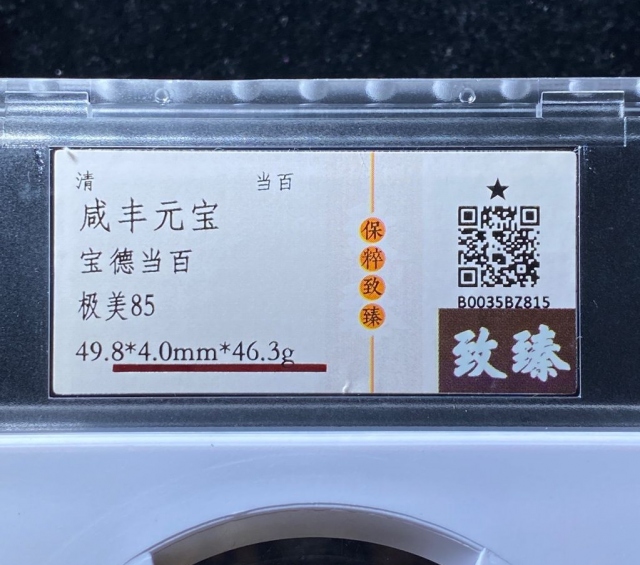 清 当百
咸丰元宝
宝德当百
极美85
49.8*4.0mm*46.3g
保粹致臻
★
B0035BZ815
致臻